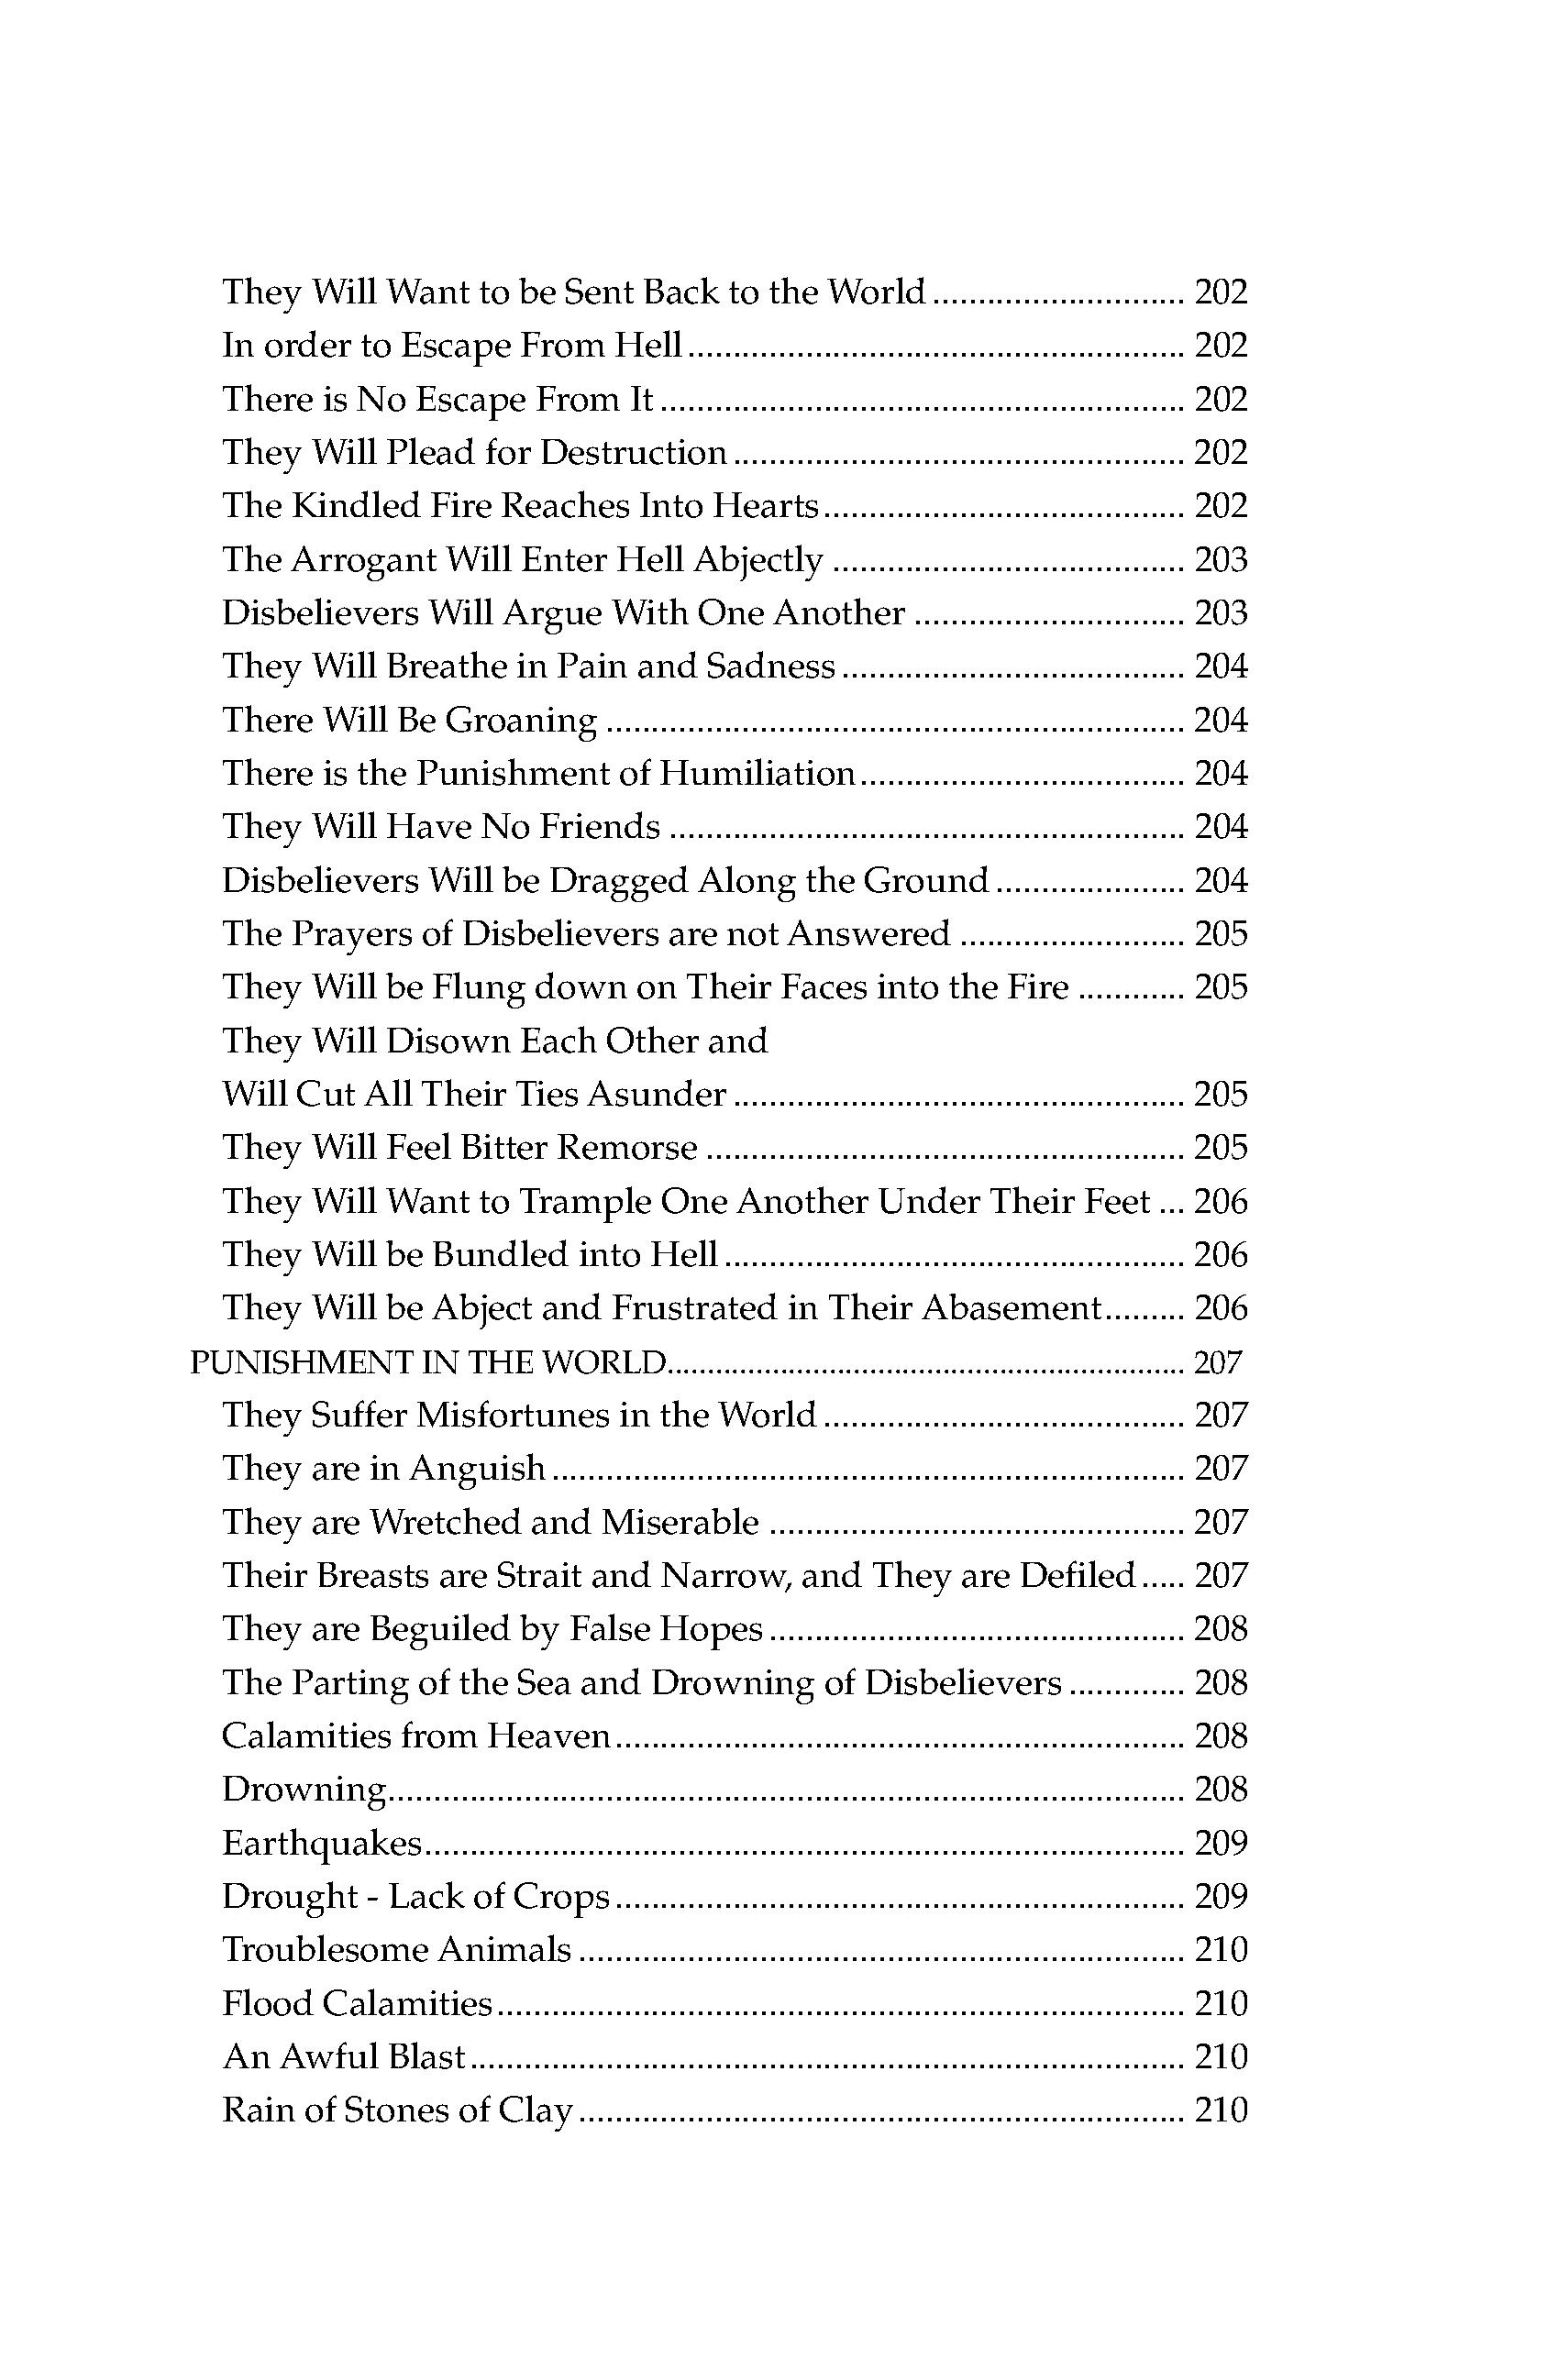 They Will Want to be Sent Back to the World ............................ 202
In order to Escape From Hell ....................................................... 202
There is No Escape From It .......................................................... 202
They Will Plead for Destruction .................................................. 202
The Kindled Fire Reaches Into Hearts ........................................ 202
The Arrogant Will Enter Hell Abjectly ....................................... 203
Disbelievers Will Argue With One Another .............................. 203
They Will Breathe in Pain and Sadness ...................................... 204
There Will Be Groaning ................................................................ 204
There is the Punishment of Humiliation .................................... 204
They Will Have No Friends ......................................................... 204
Disbelievers Will be Dragged Along the Ground ..................... 204
The Prayers of Disbelievers are not Answered ......................... 205
They Will be Flung down on Their Faces into the Fire ............ 205
They Will Disown Each Other and
Will Cut All Their Ties Asunder .................................................. 205
They Will Feel Bitter Remorse ..................................................... 205
They Will Want to Trample One Another Under Their Feet ... 206
They Will be Bundled into Hell ................................................... 206
They Will be Abject and Frustrated in Their Abasement ......... 206
PUNISHMENT IN THE WORLD .................................................................. 207
They Suffer Misfortunes in the World ........................................ 207
They are in Anguish ...................................................................... 207
They are Wretched and Miserable .............................................. 207
Their Breasts are Strait and Narrow, and They are Defiled ..... 207
They are Beguiled by False Hopes .............................................. 208
The Parting of the Sea and Drowning of Disbelievers ............. 208
Calamities from Heaven ............................................................... 208
Drowning ........................................................................................ 208
Earthquakes .................................................................................... 209
Drought - Lack of Crops ............................................................... 209
Troublesome Animals ................................................................... 210
Flood Calamities ............................................................................ 210
An Awful Blast ............................................................................... 210
Rain of Stones of Clay ................................................................... 210